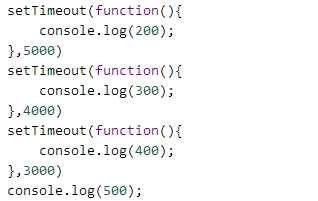 setTimeout(function(){
    console.log(200);
},5000)
setTimeout(function(){
    console.log(300);
},4000)
setTimeout(function(){
    console.log(400);
},3000)
console.log(500);